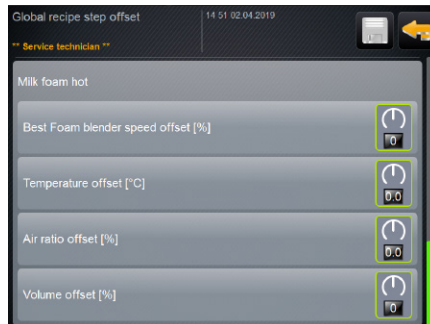 Global recipe step offset
14 51 02.04.2019
** Service technician **
Milk foam hot
Best Foam blender speed offset [%]
0
Temperature offset [°C]
0.0
Air ratio offset [%]
0.0
Volume offset [%]
0